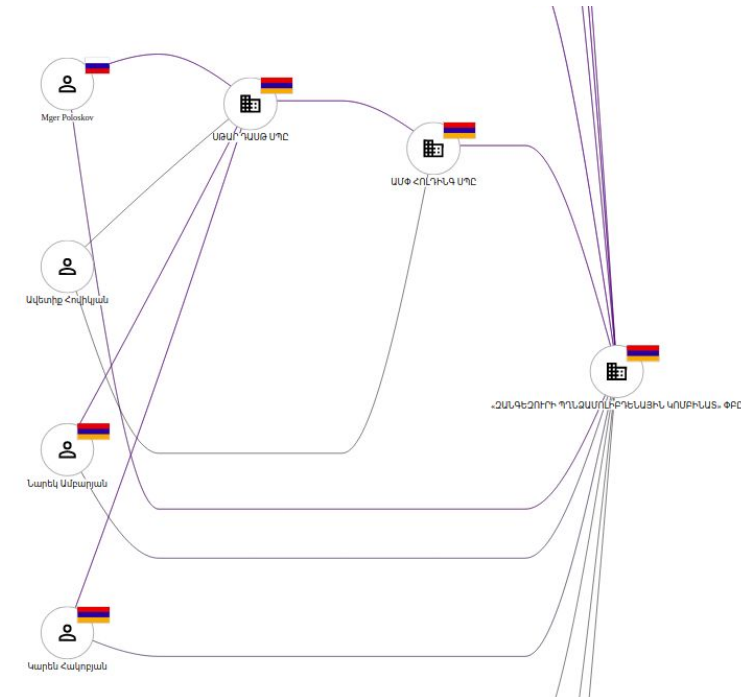 Mger Poloskov
ՍԹԱՐ ԴԱՍԹ ՍՊԸ
ԱՄՓ ՀՈԼԴԻՆԳ ՍՊԸ
Ավետիք Հովիկյան
«ԶԱՆԳԵԶՈՒՐԻ ՊՂՆՁԱՄՈԼԻԲԴԵՆԱՅԻՆ ԿՈՄԲԻՆԱՏ» ՓԲԸ
Նարեկ Ամբարյան
Կարեն Հակոբյան